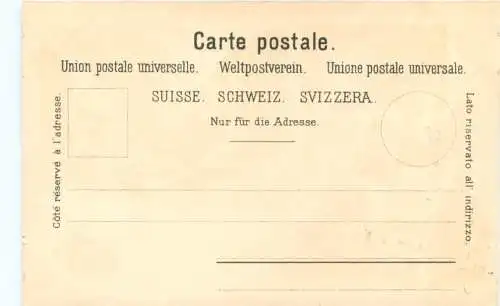 Carte postale.
Union postale universelle. Weltpostverein. Unione postale universale.
SUISSE. SCHWEIZ. SVIZZERA.
Nur für die Adresse.
Côté réservé à l'adresse.
Lato riservato all' indirizzo.